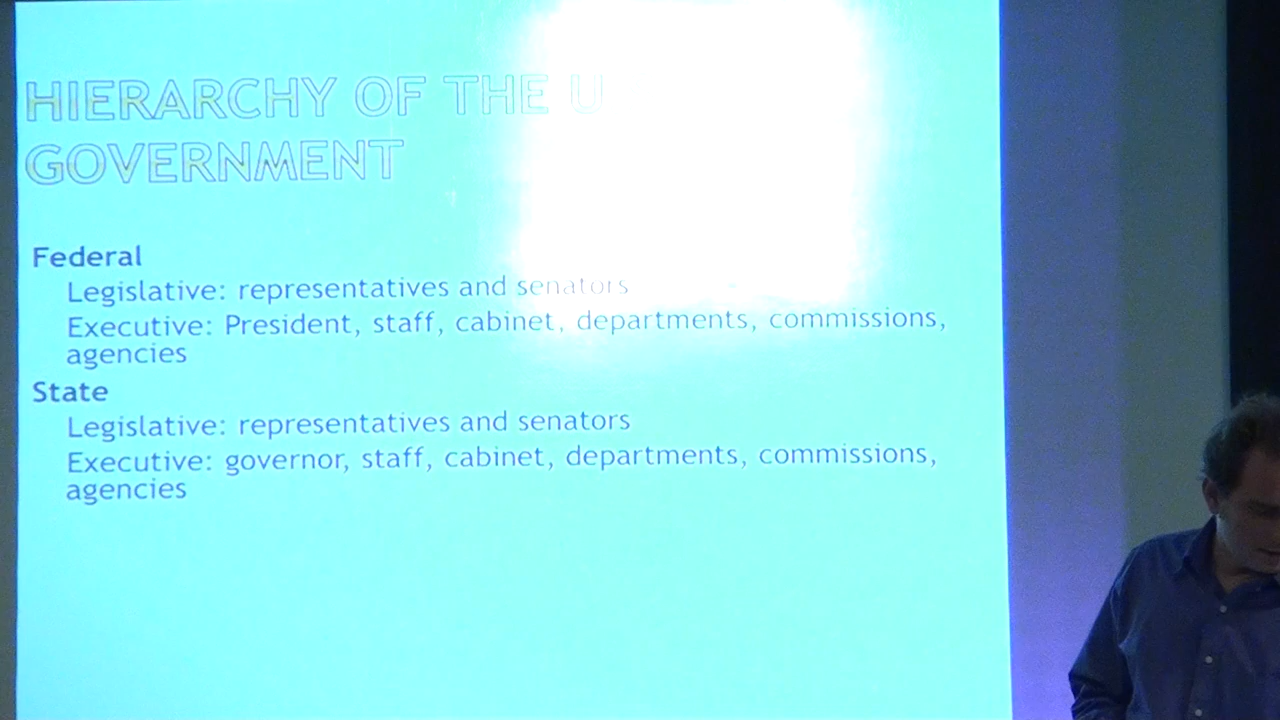 HIERARCHY OF THE U
GOVERNMENT
Federal
Legislative: representatives and senators
Executive: President, staff, cabinet, departments, commissions,
agencies
State
Legislative: representatives and senators
Executive: governor, staff, cabinet, departments, commissions,
agencies